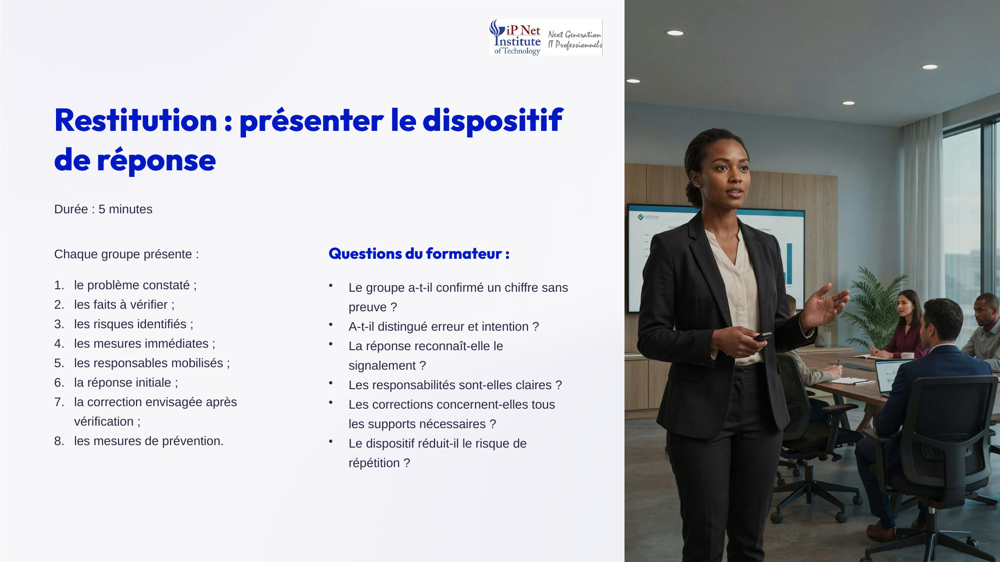 iP Net
Institute
of Technology
Next Generation
IT Professionnels
Restitution : présenter le dispositif
de réponse
Durée : 5 minutes
Chaque groupe présente :
1. le problème constaté ;
2. les faits à vérifier ;
3. les risques identifiés ;
4. les mesures immédiates ;
5. les responsables mobilisés ;
6. la réponse initiale ;
7. la correction envisagée après
vérification ;
8. les mesures de prévention.
Questions du formateur :
• Le groupe a-t-il confirmé un chiffre sans
preuve ?
• A-t-il distingué erreur et intention ?
• La réponse reconnaît-elle le
signalement ?
• Les responsabilités sont-elles claires ?
• Les corrections concernent-elles tous
les supports nécessaires ?
• Le dispositif réduit-il le risque de
répétition ?